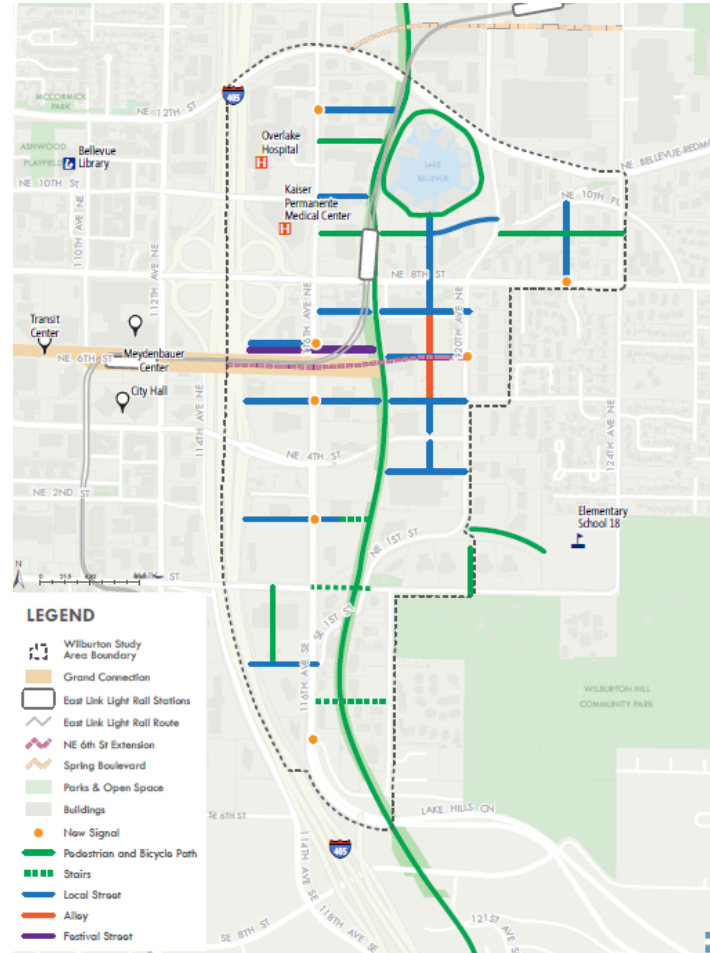 405
MCCORMICK
PARK
NE 12TH ST
ASHWOOD
PLAYFIELD
Bellevue
Library
Overlake
Hospital
H
LAKE
BELLEVUE
NE BELLEVUE-REDMO
NE 10TH ST
NE 10TH PL
Kaiser
Permanente
Medical Center
H
110TH AVE NE
112TH AVE NE
NE 8TH ST
116TH AVE NE
120TH AVE NE
Transit
Center
NE 6TH ST
Meydenbauer
Center
City Hall
114TH AVE NE
124TH AVE NE
NE 4TH ST
NE 2ND ST
Elementary
School 18
NE 1ST ST
N
MAIN ST
SE 1ST ST
116TH AVE SE
WILBURTON HILL
COMMUNITY PARK
LAKE HILLS CN
SE 6TH ST
405
114TH AVE SE
118TH AVE SE
SE 8TH ST
121ST AVE S
LEGEND
Wilburton Study
Area Boundary
Grand Connection
East Link Light Rail Stations
East Link Light Rail Route
NE 6th St Extension
Spring Boulevard
Parks & Open Space
Buildings
New Signal
Pedestrian and Bicycle Path
Stairs
Local Street
Alley
Festival Street